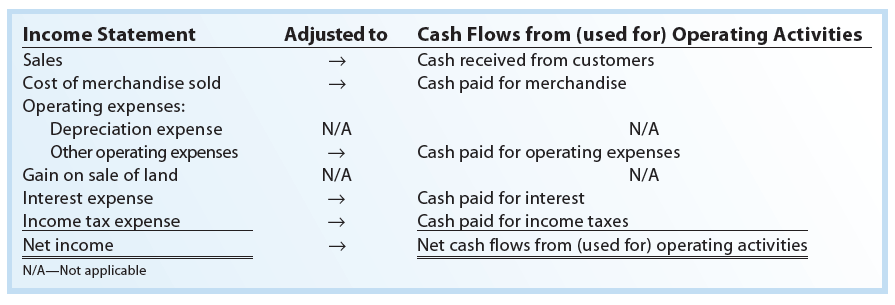 Income Statement Adjusted to Cash Flows from (used for) Operating Activities
Sales → Cash received from customers
Cost of merchandise sold → Cash paid for merchandise
Operating expenses:
Depreciation expense N/A N/A
Other operating expenses → Cash paid for operating expenses
Gain on sale of land N/A N/A
Interest expense → Cash paid for interest
Income tax expense → Cash paid for income taxes
Net income → Net cash flows from (used for) operating activities
N/A—Not applicable